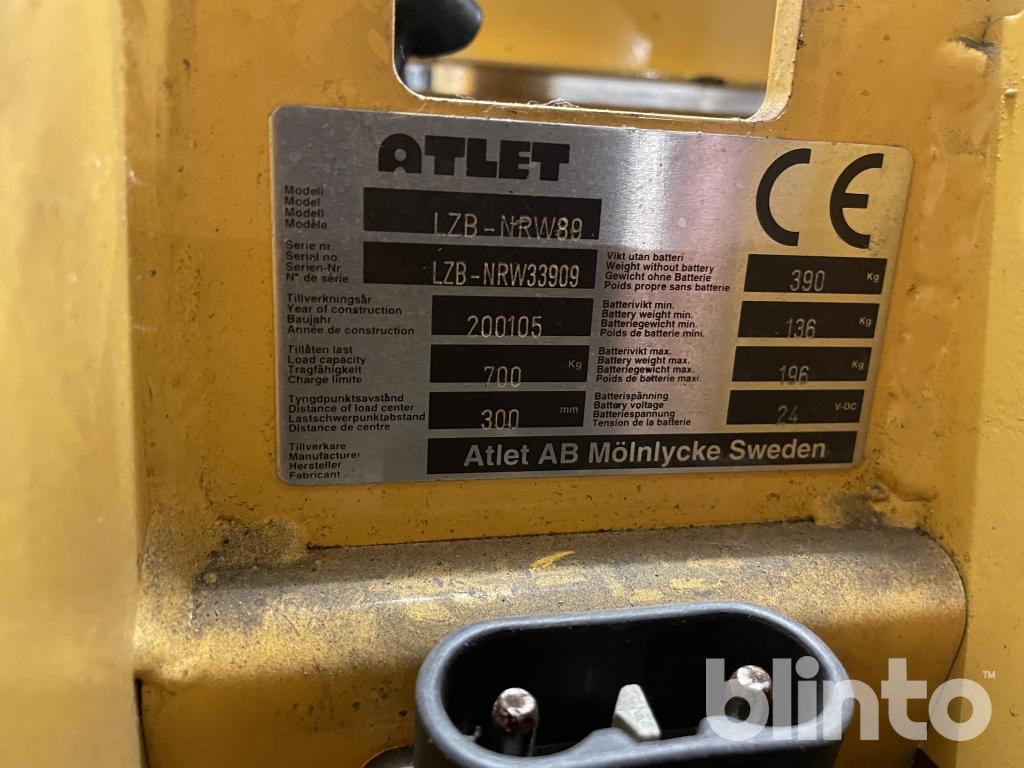 ATLET
CE
Modell
Model
Modell
Modèle
LZB-NRW89
Serie nr.
Serial no.
Serien-Nr
N° de série
LZB-NRW33909
Tillverkningsår
Year of construction
Baujahr
Année de construction
200105
Tillåten last
Load capacity
Tragfähigkeit
Charge limite
700 Kg
Tyngdpunktsavstånd
Distance of load center
Lastschwerpunktabstand
Distance de centre
300 mm
Vikt utan batteri
Weight without battery
Gewicht ohne Batterie
Poids propre sans batterie
390 Kg
Batterivikt min.
Battery weight min.
Batteriegewicht min.
Poids de batterie mini.
136 Kg
Batterivikt max.
Battery weight max.
Batteriegewicht max.
Poids de batterie maxi.
196 Kg
Batterispänning
Battery voltage
Batteriespannung
Tension de la batterie
24 V-DC
Tillverkare
Manufacturer
Hersteller
Fabricant
Atlet AB Mölnlycke Sweden
blinto™